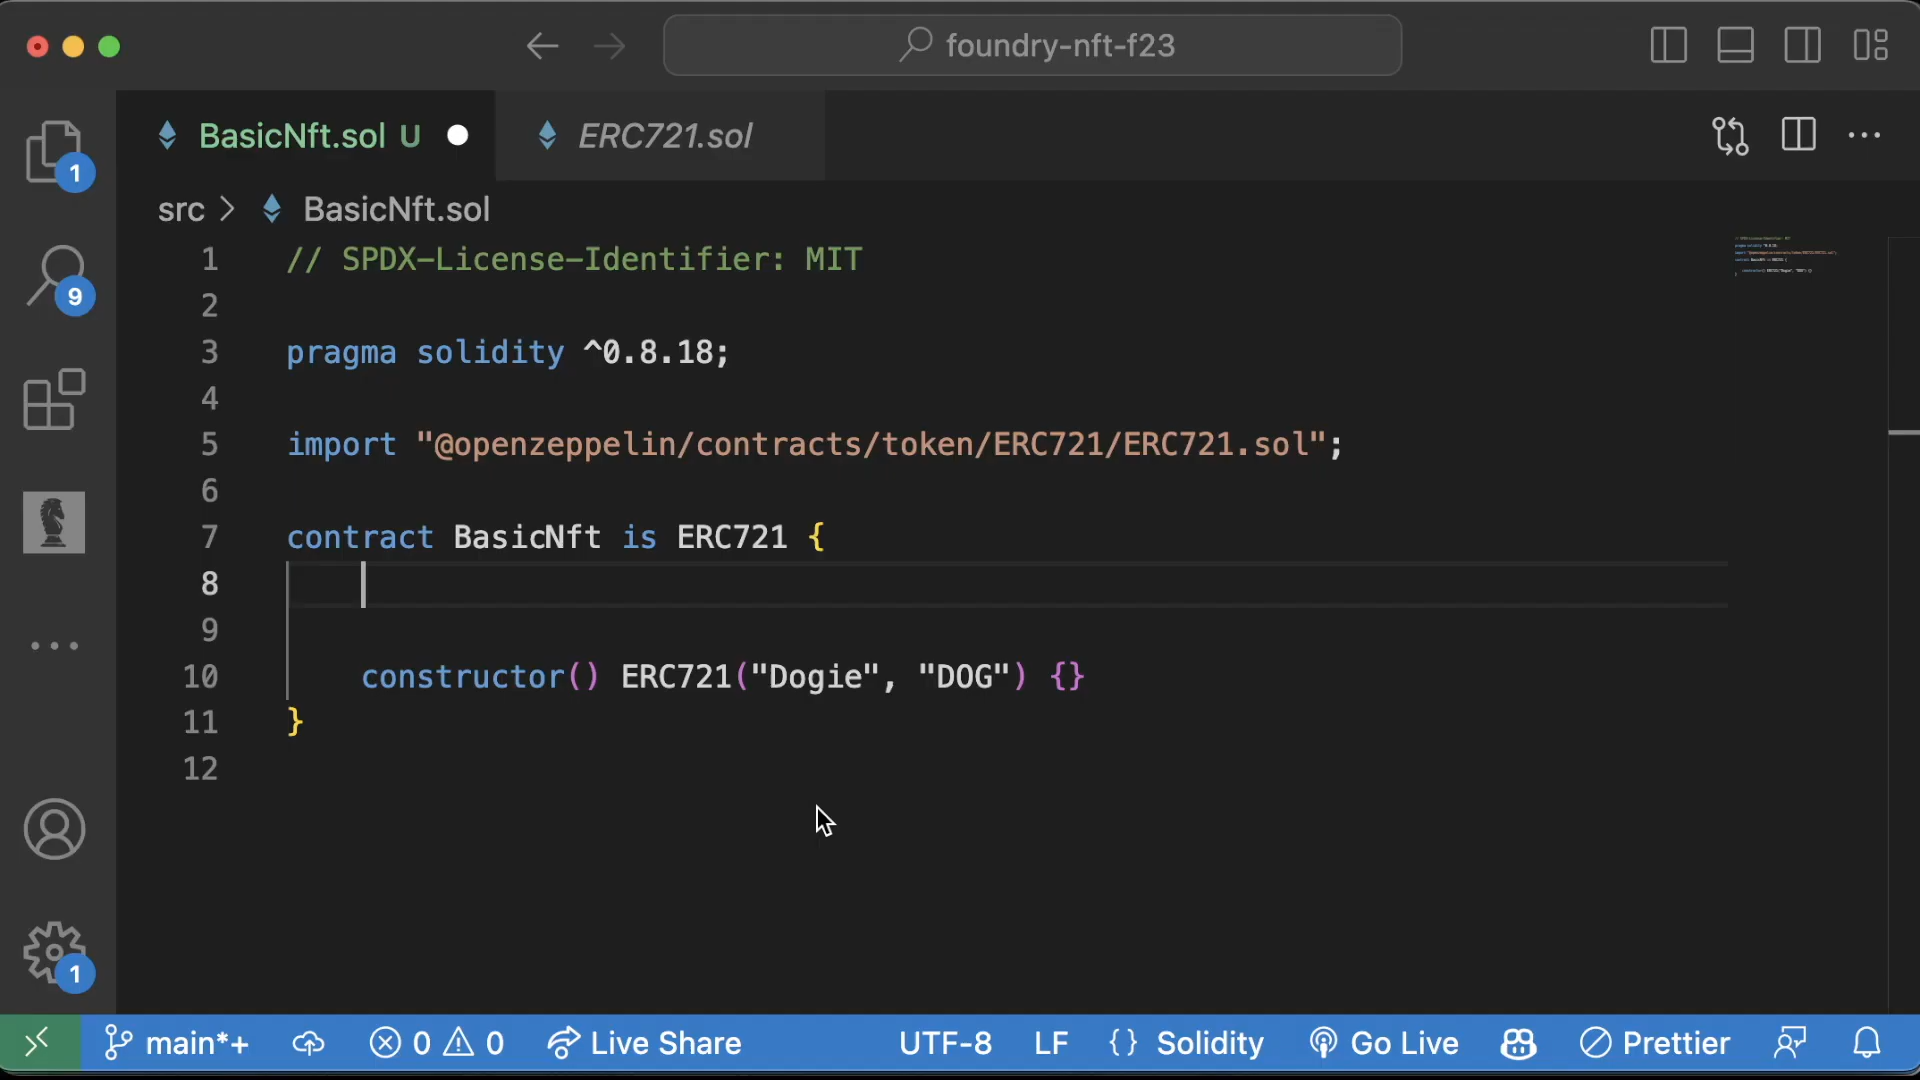 foundry-nft-f23
BasicNft.sol U
ERC721.sol
1
src > BasicNft.sol
1 // SPDX-License-Identifier: MIT
2
3 pragma solidity ^0.8.18;
9
4
5 import "@openzeppelin/contracts/token/ERC721/ERC721.sol";
6
7 contract BasicNft is ERC721 {
8
9
10 constructor() ERC721("Dogie", "DOG") {}
11 }
12
1
main*+ 0 0 Live Share UTF-8 LF {} Solidity Go Live Prettier